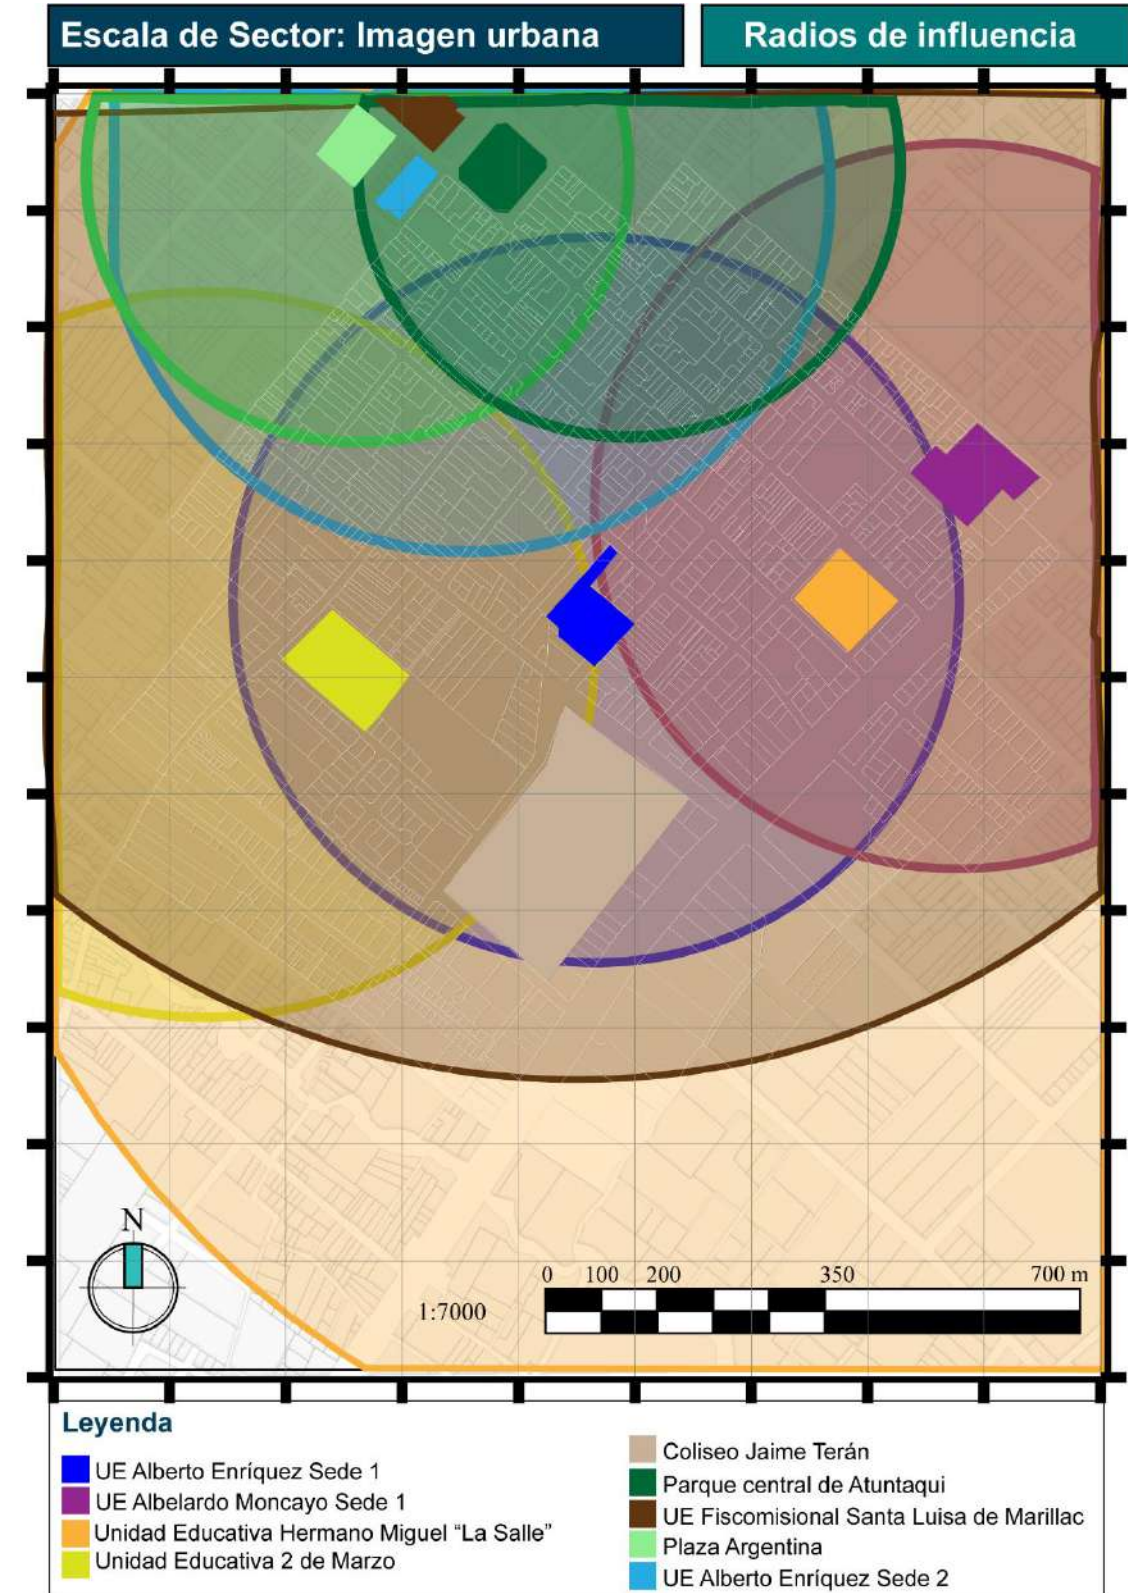 Escala de Sector: Imagen urbana
Radios de influencia
N
1:7000
0 100 200 350 700 m
Leyenda
UE Alberto Enríquez Sede 1
UE Albelardo Moncayo Sede 1
Unidad Educativa Hermano Miguel “La Salle”
Unidad Educativa 2 de Marzo
Coliseo Jaime Terán
Parque central de Atuntaqui
UE Fiscomisional Santa Luisa de Marillac
Plaza Argentina
UE Alberto Enríquez Sede 2